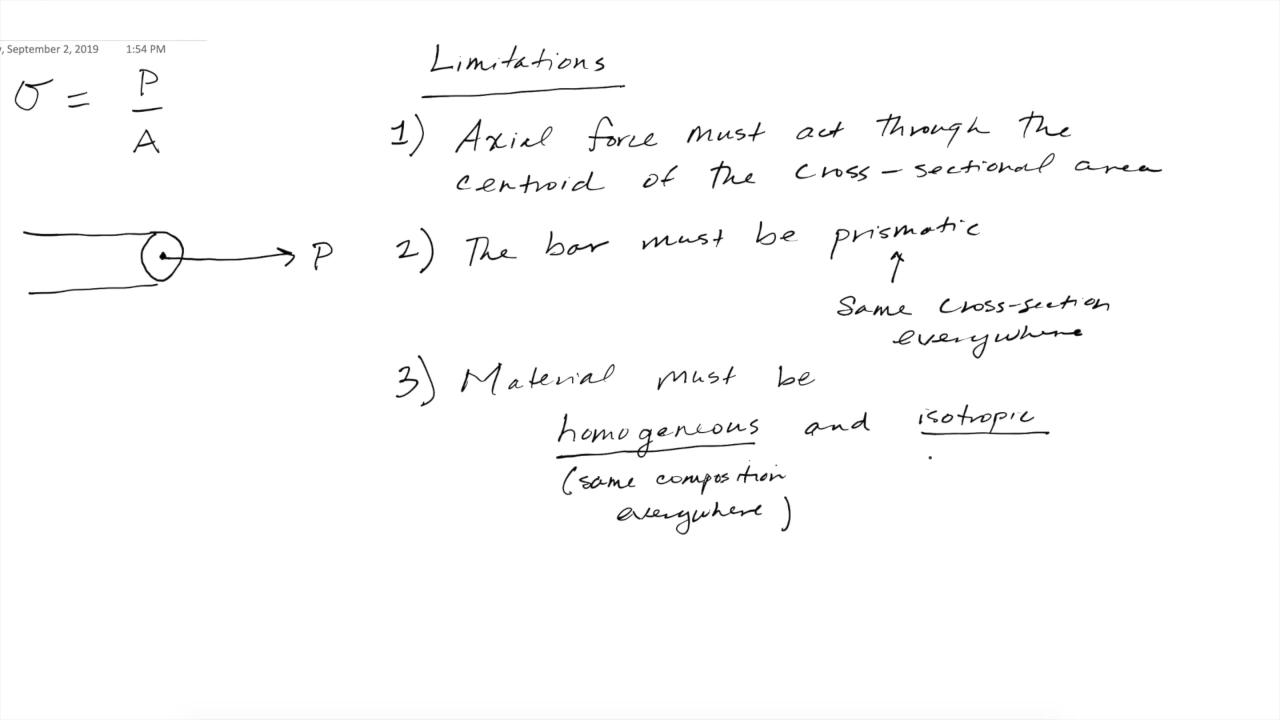 , September 2, 2019 1:54 PM
σ = P
A
P
Limitations
1) Axial force must act through the
centroid of the cross-sectional area
2) The bar must be prismatic
Same cross-section
everywhere
3) Material must be
homogeneous and isotropic
(same composition
everywhere)